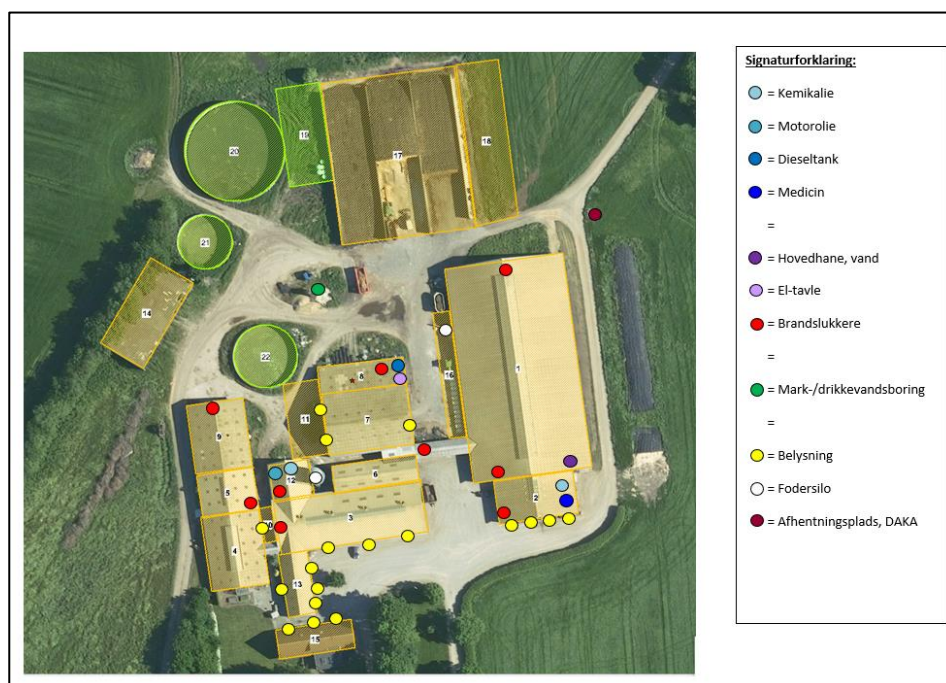 Signaturforklaring:
= Kemikalie
= Motorolie
= Dieseltank
= Medicin
=
= Hovedhane, vand
= El-tavle
= Brandslukkere
=
= Mark-/drikkevandsboring
=
= Belysning
= Fodersilo
= Afhentningsplads, DAKA
20
19
17
18
21
14
22
16
1
8
11
7
9
6
12
5
2
3
4
13
15